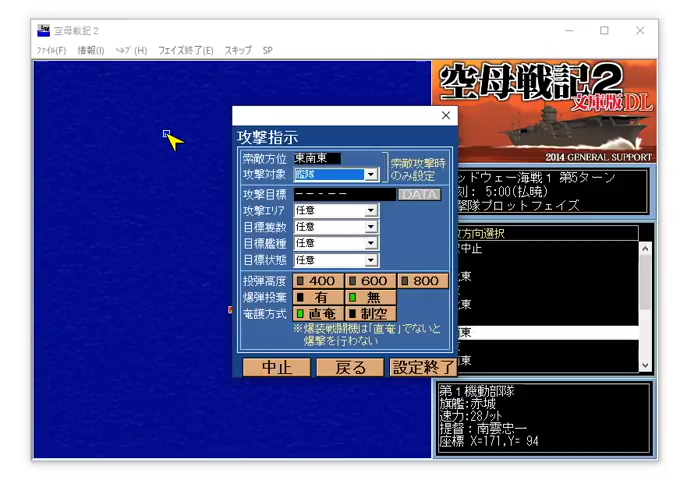 空母戦記２
ﾌｧｲﾙ(F) 情報(I) ﾍﾙﾌﾟ(H) フェイズ終了(E) スキップ SP
空母戦記2
文庫版DL
2014 GENERAL SUPPORT
攻撃指示
索敵方位 東南東
攻撃対象 艦隊
索敵攻撃時
のみ設定
攻撃目標 －－－－－ DATA
攻撃エリア 任意
目標隻数 任意
目標艦種 任意
目標状態 任意
投弾高度 400 600 800
爆弾投棄 有 無
奄護方式 直奄 制空
※爆装戦闘機は「直奄」でないと
爆撃を行わない
中止 戻る 設定終了
ッドウェー海戦１ 第5ターン
刻： 5:00(払暁)
撃隊プロットフェイズ
方向選択
中止
東
東
東
東
第１機動部隊
旗艦:赤城
速力:28ﾉｯﾄ
提督：南雲忠一
座標 X=171,Y= 94